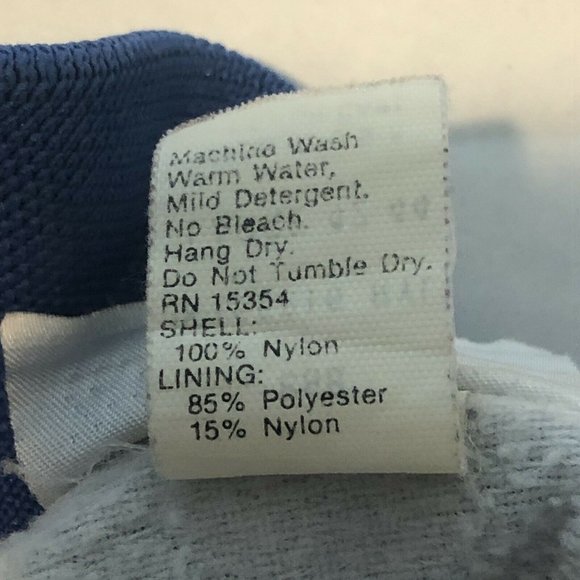 Machine Wash
Warm Water,
Mild Detergent.
No Bleach.
Hang Dry.
Do Not Tumble Dry.
RN 15354
SHELL:
100% Nylon
LINING:
85% Polyester
15% Nylon